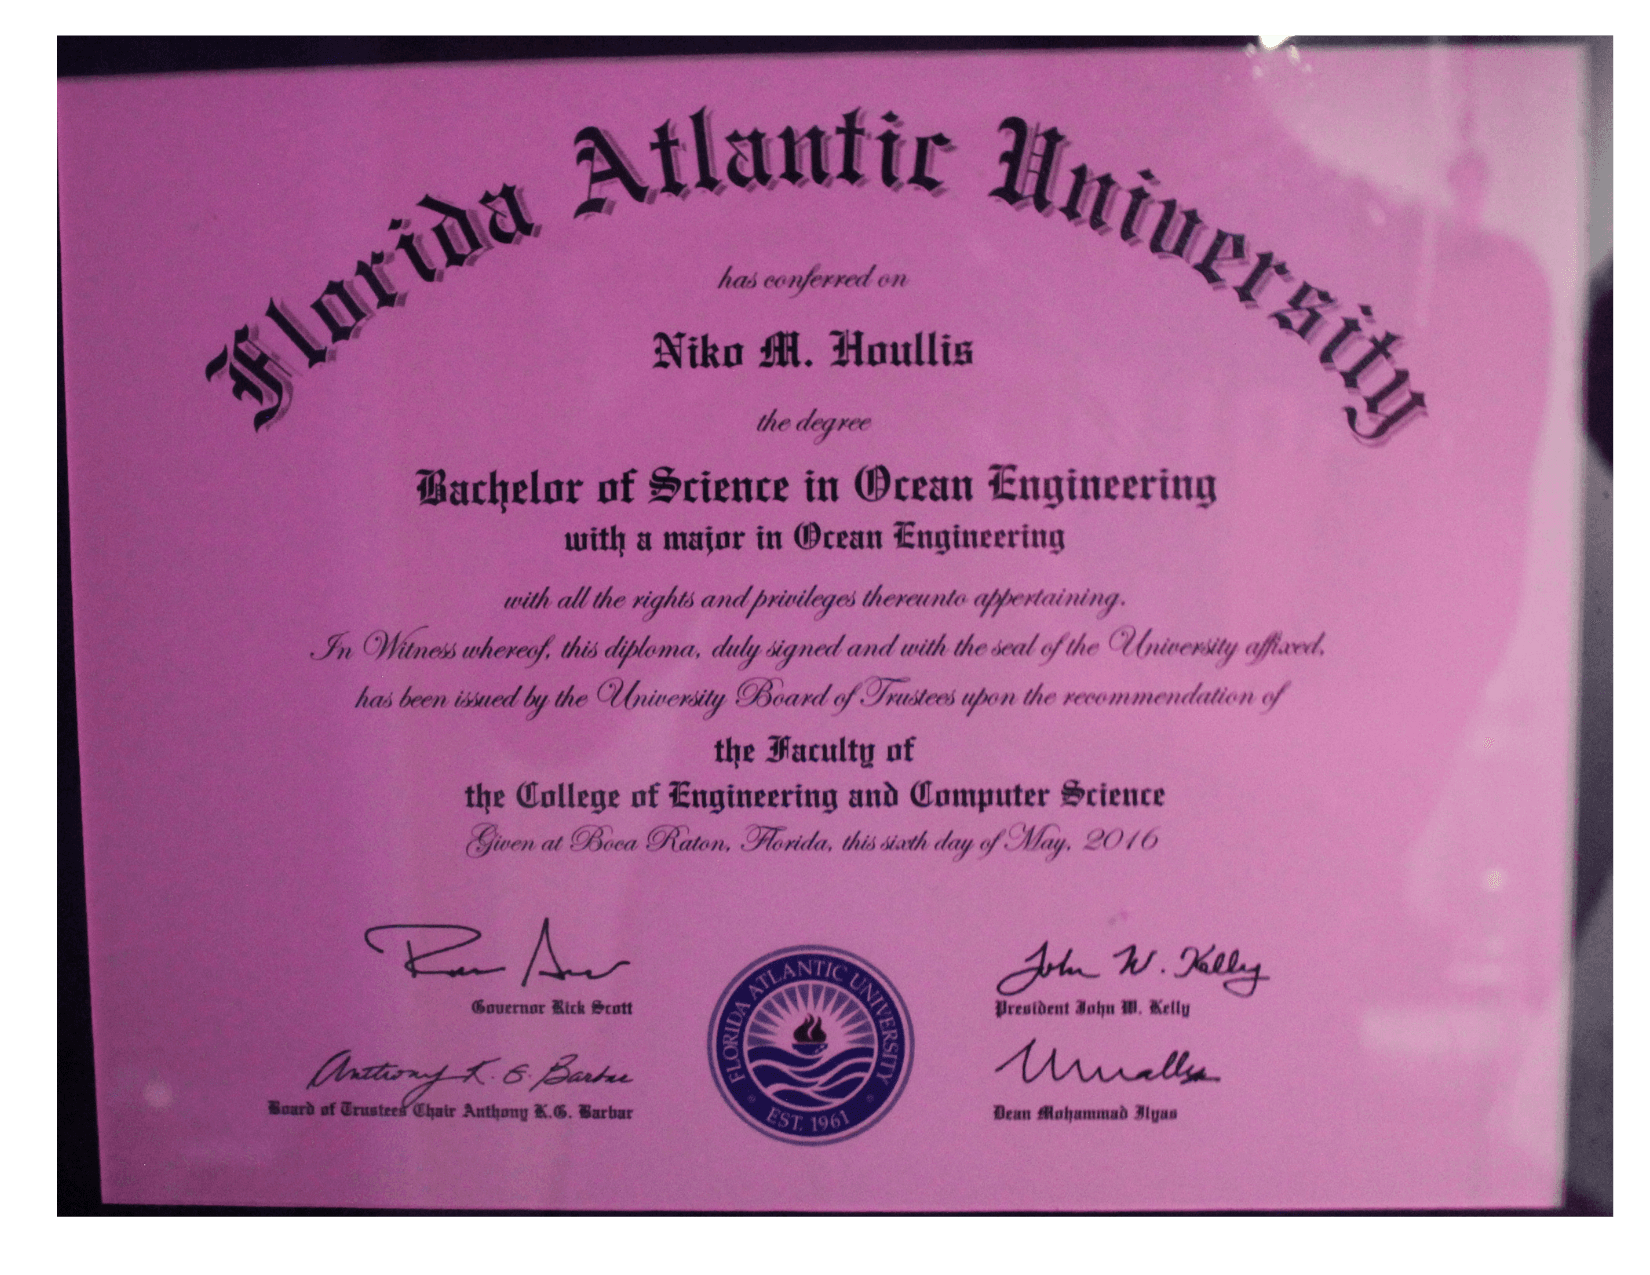 Florida Atlantic University
has conferred on
Niko M. Houllis
the degree
Bachelor of Science in Ocean Engineering
with a major in Ocean Engineering
with all the rights and privileges thereunto appertaining.
In Witness whereof, this diploma, duly signed and with the seal of the University affixed,
has been issued by the University Board of Trustees upon the recommendation of
the Faculty of
the College of Engineering and Computer Science
Given at Boca Raton, Florida, this sixth day of May, 2016
John W. Kelly
Governor Rick Scott
President John W. Kelly
Anthony K. G. Barbar
Board of Trustees Chair Anthony K.G. Barbar
Dean Mohammad Ilyas
FLORIDA ATLANTIC UNIVERSITY
EST. 1961